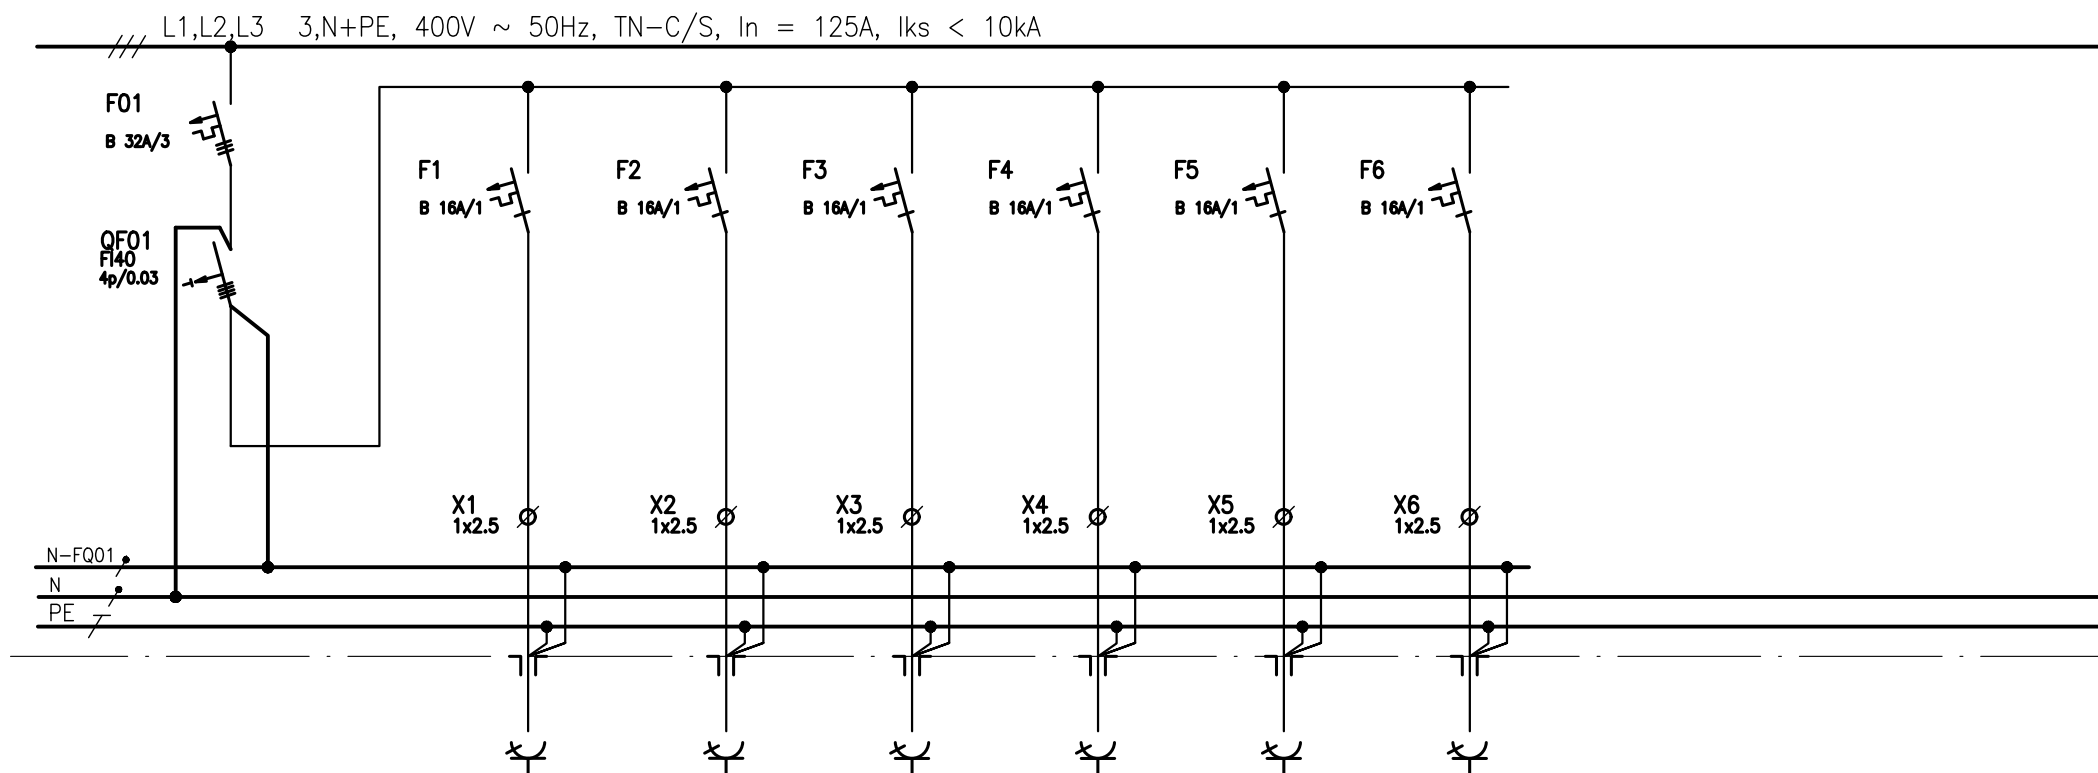 L1,L2,L3 3,N+PE, 400V ~ 50Hz, TN-C/S, In = 125A, Iks < 10kA
F01
B 32A/3
F1 F2 F3 F4 F5 F6
B 16A/1 B 16A/1 B 16A/1 B 16A/1 B 16A/1 B 16A/1
QF01
FI40
4p/0.03
X1 X2 X3 X4 X5 X6
1x2.5 1x2.5 1x2.5 1x2.5 1x2.5 1x2.5
N-FQ01
N
PE